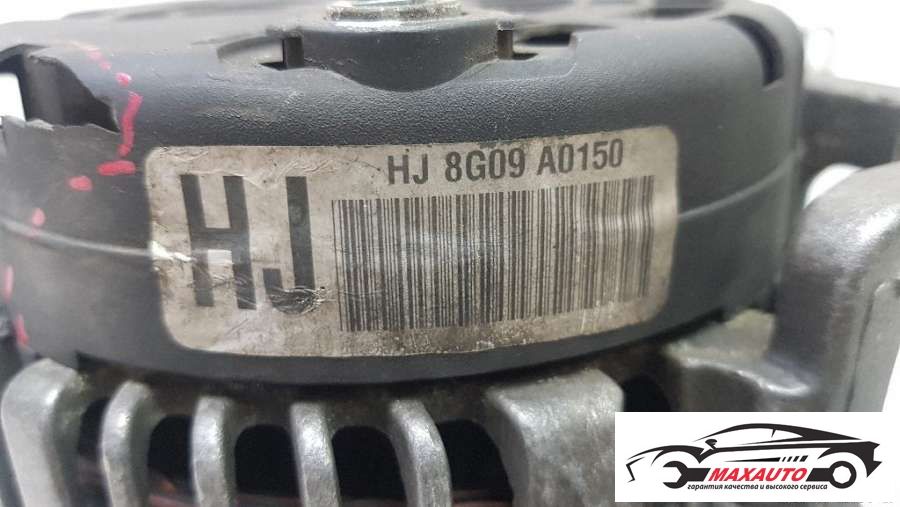 HJ 8G09 A0150
HJ
MAXAUTO
гарантия качества и высокого сервиса